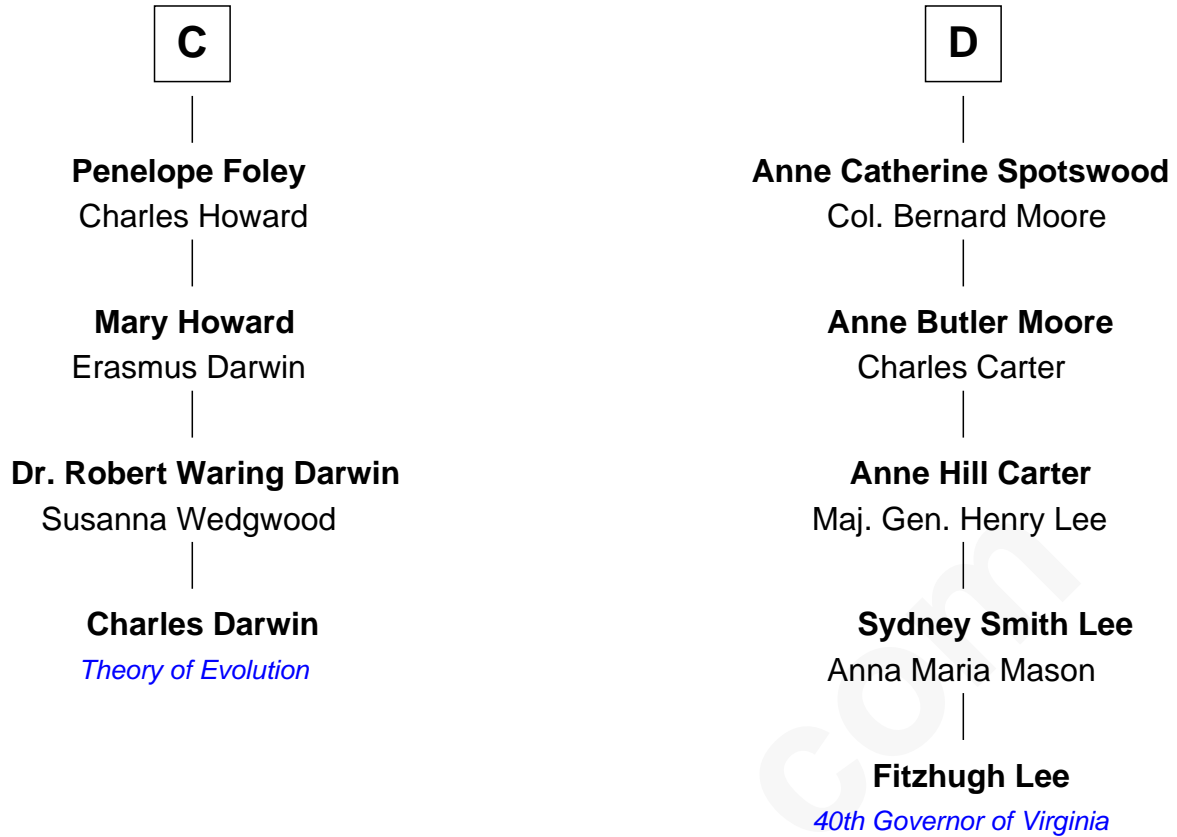 C
Penelope Foley
Charles Howard
Mary Howard
Erasmus Darwin
Dr. Robert Waring Darwin
Susanna Wedgwood
Charles Darwin
Theory of Evolution
D
Anne Catherine Spotswood
Col. Bernard Moore
Anne Butler Moore
Charles Carter
Anne Hill Carter
Maj. Gen. Henry Lee
Sydney Smith Lee
Anna Maria Mason
Fitzhugh Lee
40th Governor of Virginia
com